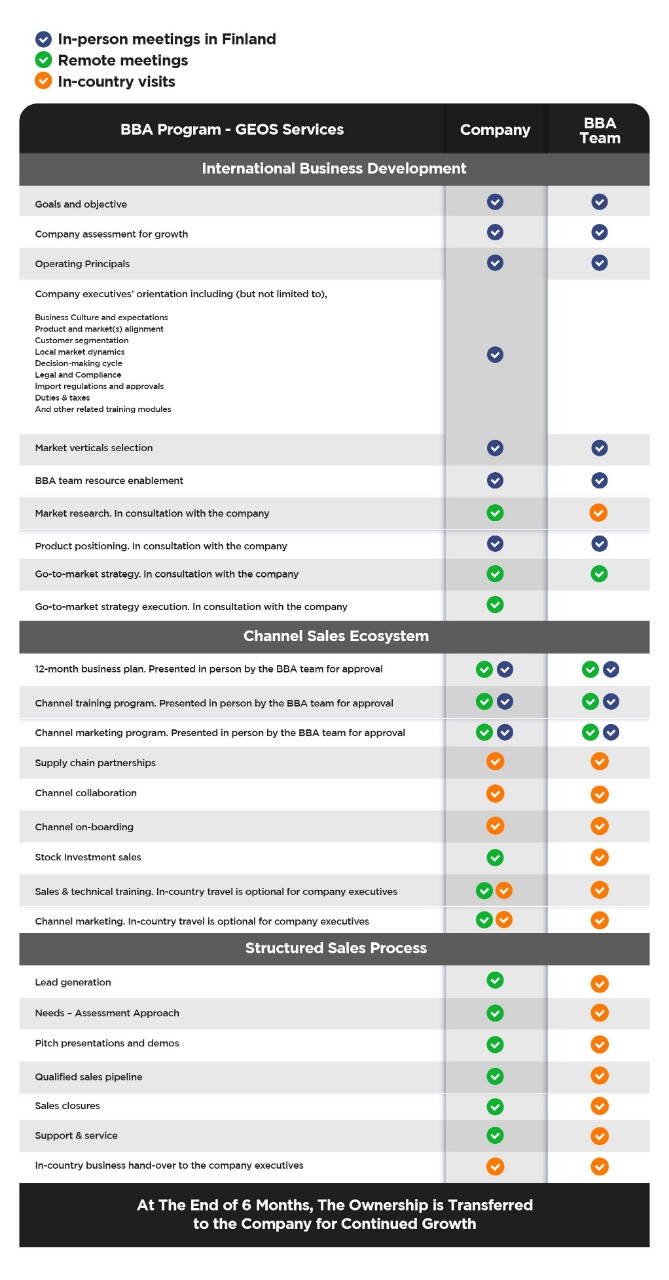 In-person meetings in Finland
Remote meetings
In-country visits
BBA Program - GEOS Services
Company
BBA
Team
International Business Development
Goals and objective
Company assessment for growth
Operating Principals
Company executives' orientation including (but not limited to),
Business Culture and expectations
Product and market(s) alignment
Customer segmentation
Local market dynamics
Decision-making cycle
Legal and Compliance
Import regulations and approvals
Duties & taxes
And other related training modules
Market verticals selection
BBA team resource enablement
Market research. In consultation with the company
Product positioning. In consultation with the company
Go-to-market strategy. In consultation with the company
Go-to-market strategy execution. In consultation with the company
Channel Sales Ecosystem
12-month business plan. Presented in person by the BBA team for approval
Channel training program. Presented in person by the BBA team for approval
Channel marketing program. Presented in person by the BBA team for approval
Supply chain partnerships
Channel collaboration
Channel on-boarding
Stock Investment sales
Sales & technical training. In-country travel is optional for company executives
Channel marketing. In-country travel is optional for company executives
Structured Sales Process
Lead generation
Needs – Assessment Approach
Pitch presentations and demos
Qualified sales pipeline
Sales closures
Support & service
In-country business hand-over to the company executives
At The End of 6 Months, The Ownership is Transferred
to the Company for Continued Growth